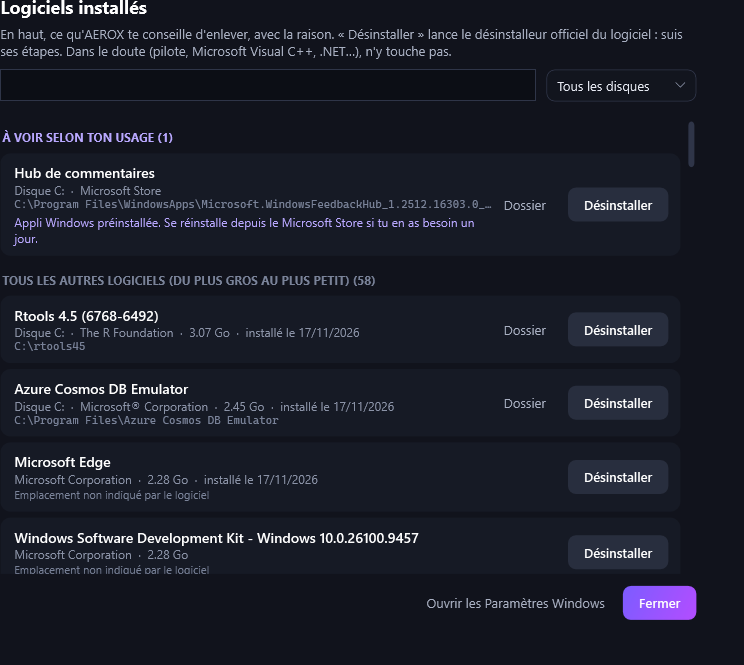 Logiciels installés
En haut, ce qu'AEROX te conseille d'enlever, avec la raison. « Désinstaller » lance le désinstalleur officiel du logiciel : suis
ses étapes. Dans le doute (pilote, Microsoft Visual C++, .NET…), n'y touche pas.
Tous les disques
À VOIR SELON TON USAGE (1)
Hub de commentaires
Disque C: · Microsoft Store
C:\Program Files\WindowsApps\Microsoft.WindowsFeedbackHub_1.2512.16303.0_…
Appli Windows préinstallée. Se réinstalle depuis le Microsoft Store si tu en as besoin un
jour.
Dossier
Désinstaller
TOUS LES AUTRES LOGICIELS (DU PLUS GROS AU PLUS PETIT) (58)
Rtools 4.5 (6768-6492)
Disque C: · The R Foundation · 3.07 Go · installé le 17/11/2026
C:\rtools45
Dossier
Désinstaller
Azure Cosmos DB Emulator
Disque C: · Microsoft® Corporation · 2.45 Go · installé le 17/11/2026
C:\Program Files\Azure Cosmos DB Emulator
Dossier
Désinstaller
Microsoft Edge
Microsoft Corporation · 2.28 Go · installé le 17/11/2026
Emplacement non indiqué par le logiciel
Désinstaller
Windows Software Development Kit - Windows 10.0.26100.9457
Microsoft Corporation · 2.28 Go
Emplacement non indiqué par le logiciel
Désinstaller
Ouvrir les Paramètres Windows
Fermer